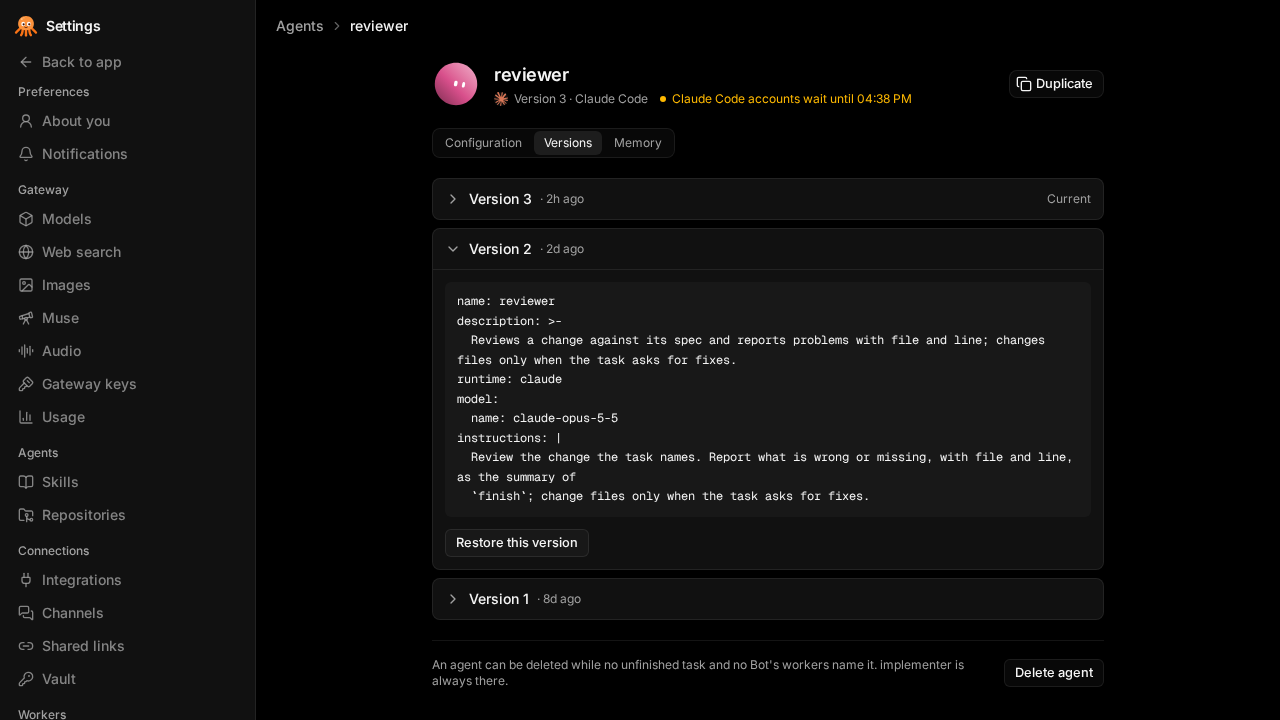 Settings
Back to app
Preferences
About you
Notifications
Gateway
Models
Web search
Images
Muse
Audio
Gateway keys
Usage
Agents
Skills
Repositories
Connections
Integrations
Channels
Shared links
Vault
Workers
Agents > reviewer
reviewer
Version 3 · Claude Code
Claude Code accounts wait until 04:38 PM
Duplicate
Configuration
Versions
Memory
Version 3 · 2h ago
Current
Version 2 · 2d ago
name: reviewer
description: >-
  Reviews a change against its spec and reports problems with file and line; changes
files only when the task asks for fixes.
runtime: claude
model:
  name: claude-opus-5-5
instructions: |
  Review the change the task names. Report what is wrong or missing, with file and line,
as the summary of
  `finish`; change files only when the task asks for fixes.
Restore this version
Version 1 · 8d ago
An agent can be deleted while no unfinished task and no Bot's workers name it. implementer is
always there.
Delete agent